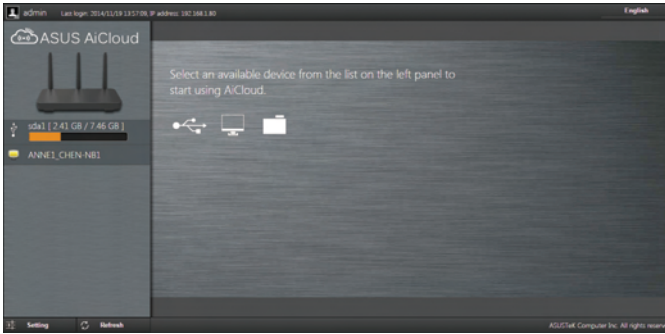 admin Last login: 2014/11/19 13:57:09, IP address: 192.168.1.80
English
ASUS AiCloud
Select an available device from the list on the left panel to
start using AiCloud.
sda1 [ 2.41 GB / 7.46 GB ]
ANNE1_CHEN-NB1
Setting Refresh
ASUSTeK Computer Inc. All rights reserv